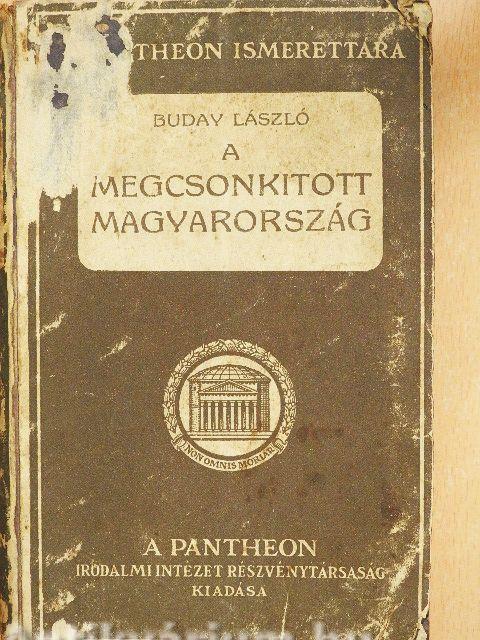 THEON ISMERETTÁRA
BUDAY LÁSZLÓ
A
MEGCSONKITOTT
MAGYARORSZÁG
NON OMNIS MORIAR
A PANTHEON
IRODALMI INTÉZET RÉSZVÉNYTÁRSASÁG
KIADÁSA